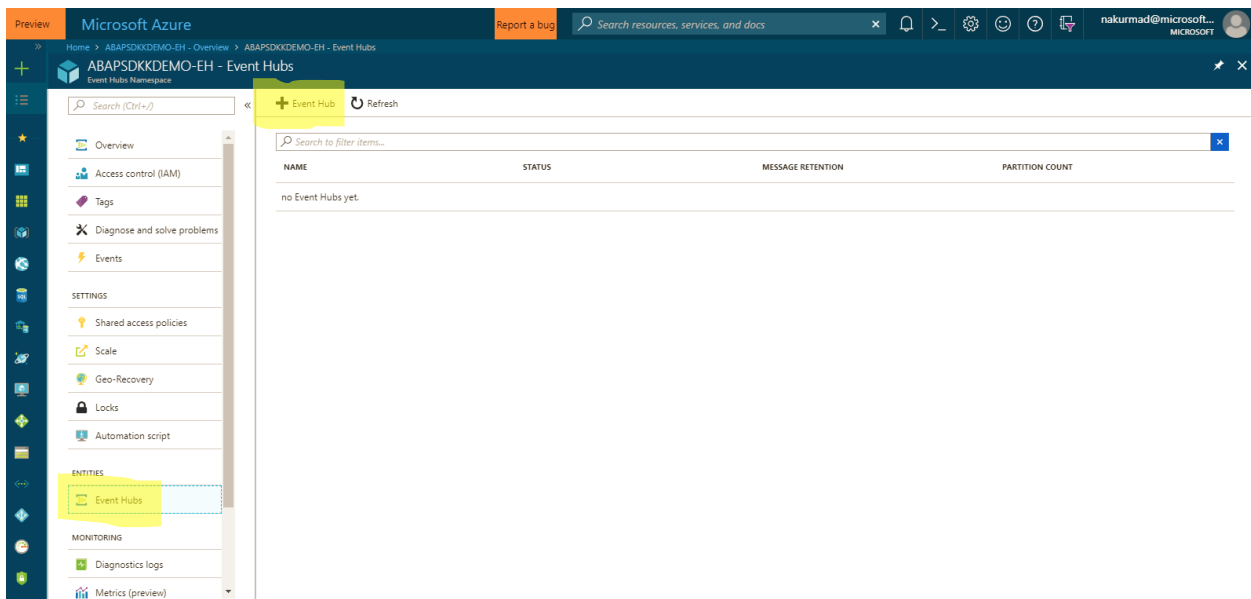 Preview
Microsoft Azure
Report a bug
Search resources, services, and docs
nakurmad@microsoft...
MICROSOFT
Home > ABAPSDKKDEMO-EH - Overview > ABAPSDKKDEMO-EH - Event Hubs
ABAPSDKKDEMO-EH - Event Hubs
Event Hubs Namespace
Search (Ctrl+/)
Overview
Access control (IAM)
Tags
Diagnose and solve problems
Events
SETTINGS
Shared access policies
Scale
Geo-Recovery
Locks
Automation script
ENTITIES
Event Hubs
MONITORING
Diagnostics logs
Metrics (preview)
Event Hub Refresh
Search to filter items...
NAME STATUS MESSAGE RETENTION PARTITION COUNT
no Event Hubs yet.